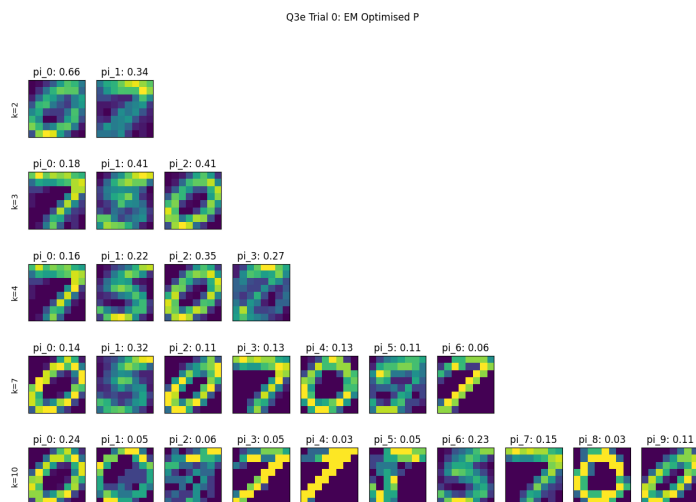 Q3e Trial 0: EM Optimised P
k=2
pi_0: 0.66 pi_1: 0.34
k=3
pi_0: 0.18 pi_1: 0.41 pi_2: 0.41
k=4
pi_0: 0.16 pi_1: 0.22 pi_2: 0.35 pi_3: 0.27
k=7
pi_0: 0.14 pi_1: 0.32 pi_2: 0.11 pi_3: 0.13 pi_4: 0.13 pi_5: 0.11 pi_6: 0.06
k=10
pi_0: 0.24 pi_1: 0.05 pi_2: 0.06 pi_3: 0.05 pi_4: 0.03 pi_5: 0.05 pi_6: 0.23 pi_7: 0.15 pi_8: 0.03 pi_9: 0.11